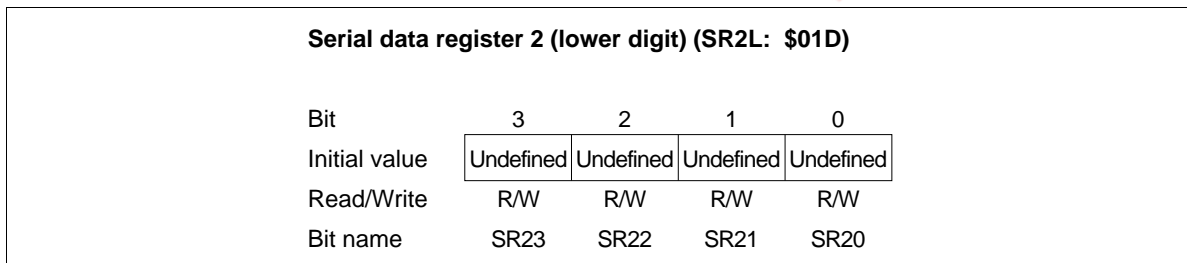 Serial data register 2 (lower digit) (SR2L: $01D)
Bit 3 2 1 0
Initial value Undefined Undefined Undefined Undefined
Read/Write R/W R/W R/W R/W
Bit name SR23 SR22 SR21 SR20